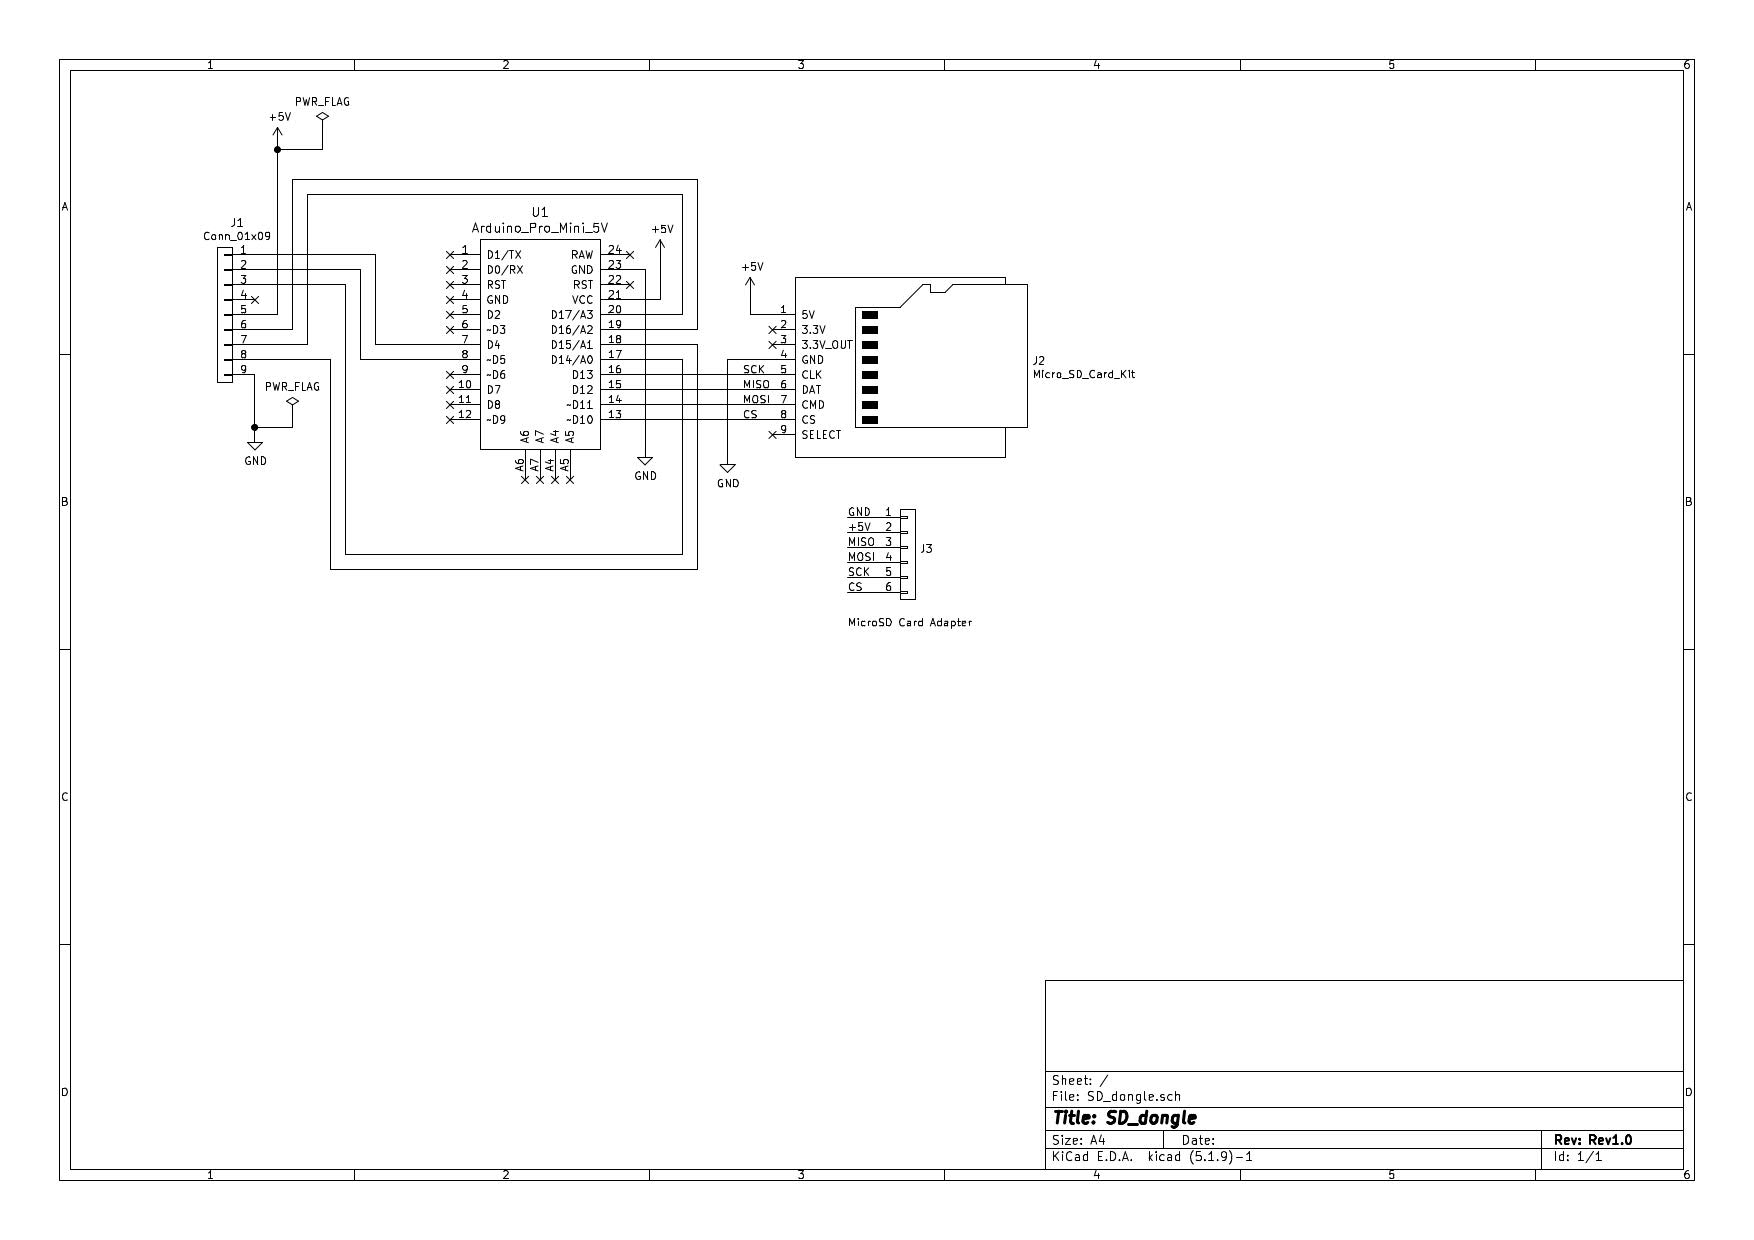 1 2 3 4 5 6
PWR_FLAG
+5V
A A
J1
Conn_01x09
1
2
3
4
5
6
7
8
9
PWR_FLAG
GND
U1
Arduino_Pro_Mini_5V
1 D1/TX RAW 24
2 D0/RX GND 23
3 RST RST 22
4 GND VCC 21
5 D2 D17/A3 20
6 ~D3 D16/A2 19
7 D4 D15/A1 18
8 ~D5 D14/A0 17
9 ~D6 D13 16
10 D7 D12 15
11 D8 ~D11 14
12 ~D9 ~D10 13
A6 A7 A4 A5
A6 A7 A4 A5
+5V
GND
+5V
1 5V
2 3.3V
3 3.3V_OUT
4 GND
SCK 5 CLK
MISO 6 DAT
MOSI 7 CMD
CS 8 CS
9 SELECT
GND
J2
Micro_SD_Card_Kit
B B
GND 1
+5V 2
MISO 3
MOSI 4
SCK 5
CS 6
J3
MicroSD Card Adapter
C C
D D
Sheet: /
File: SD_dongle.sch
Title: SD_dongle
Size: A4 Date: Rev: Rev1.0
KiCad E.D.A. kicad (5.1.9)-1 Id: 1/1
1 2 3 4 5 6